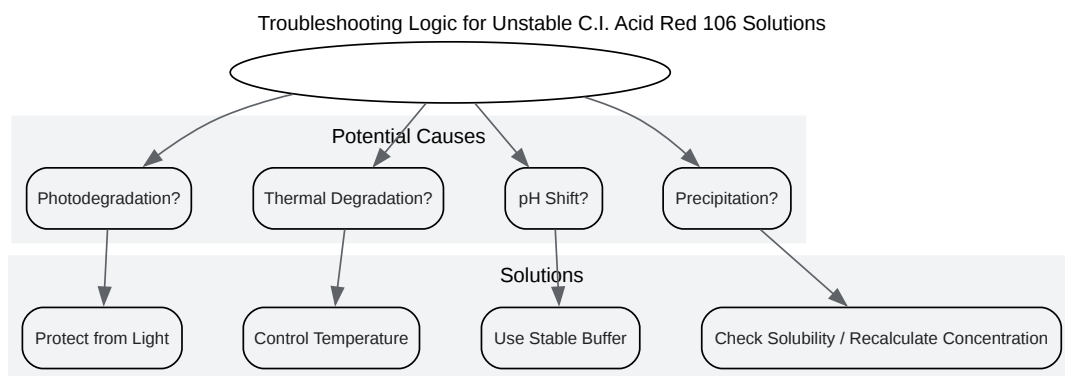 Troubleshooting Logic for Unstable C.I. Acid Red 106 Solutions
Potential Causes
Photodegradation?
Thermal Degradation?
pH Shift?
Precipitation?
Solutions
Protect from Light
Control Temperature
Use Stable Buffer
Check Solubility / Recalculate Concentration